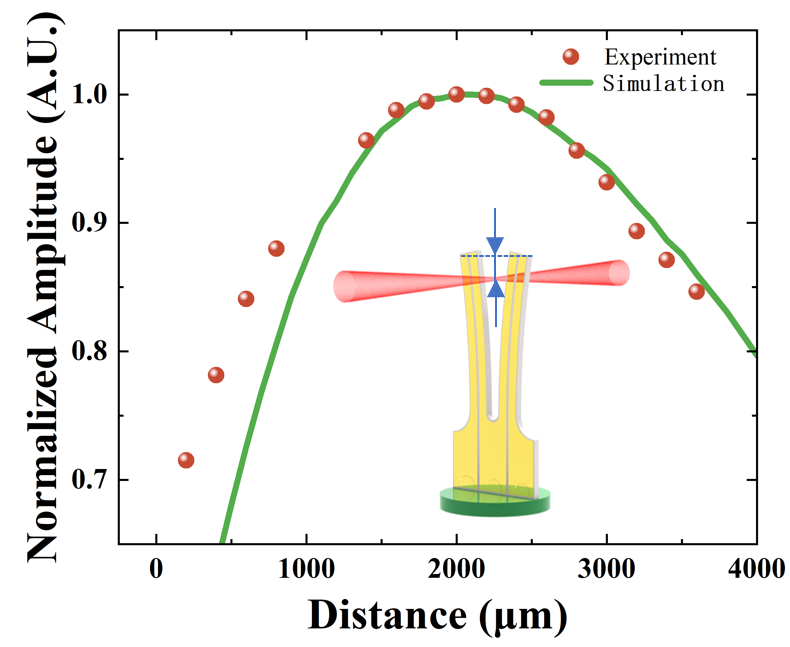 Normalized Amplitude (A.U.)
1.0
0.9
0.8
0.7
Experiment
Simulation
0
1000
2000
3000
4000
Distance (μm)